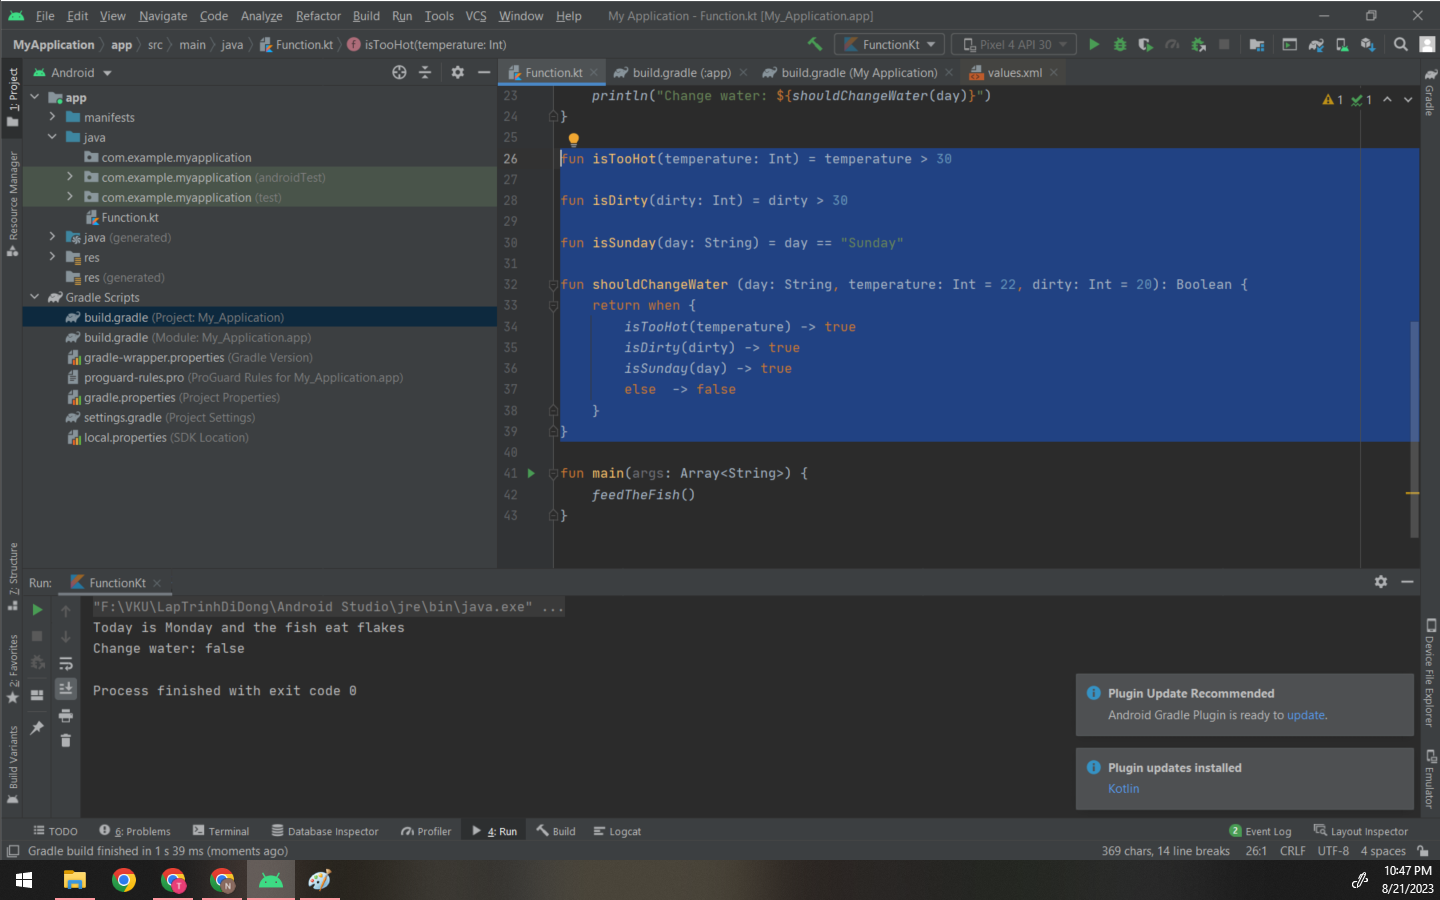 File Edit View Navigate Code Analyze Refactor Build Run Tools VCS Window Help My Application - Function.kt [My_Application.app]
MyApplication app src main java Function.kt isTooHot(temperature: Int) FunctionKt Pixel 4 API 30
1: Project
Resource Manager
7: Structure
2: Favorites
Build Variants
Android
app
manifests
java
com.example.myapplication
com.example.myapplication (androidTest)
com.example.myapplication (test)
Function.kt
java (generated)
res
res (generated)
Gradle Scripts
build.gradle (Project: My_Application)
build.gradle (Module: My_Application.app)
gradle-wrapper.properties (Gradle Version)
proguard-rules.pro (ProGuard Rules for My_Application.app)
gradle.properties (Project Properties)
settings.gradle (Project Settings)
local.properties (SDK Location)
Function.kt build.gradle (:app) build.gradle (My Application) values.xml
1 1
23 println("Change water: ${shouldChangeWater(day)}")
24 }
25
26 fun isTooHot(temperature: Int) = temperature > 30
27
28 fun isDirty(dirty: Int) = dirty > 30
29
30 fun isSunday(day: String) = day == "Sunday"
31
32 fun shouldChangeWater (day: String, temperature: Int = 22, dirty: Int = 20): Boolean {
33 return when {
34 isTooHot(temperature) -> true
35 isDirty(dirty) -> true
36 isSunday(day) -> true
37 else -> false
38 }
39 }
40
41 fun main(args: Array<String>) {
42 feedTheFish()
43 }
Gradle
Device File Explorer
Emulator
Run: FunctionKt
"F:\VKU\LapTrinhDiDong\Android Studio\jre\bin\java.exe" ...
Today is Monday and the fish eat flakes
Change water: false
Process finished with exit code 0
Plugin Update Recommended
Android Gradle Plugin is ready to update.
Plugin updates installed
Kotlin
TODO 6: Problems Terminal Database Inspector Profiler 4: Run Build Logcat 2 Event Log Layout Inspector
Gradle build finished in 1 s 39 ms (moments ago) 369 chars, 14 line breaks 26:1 CRLF UTF-8 4 spaces
T
N
10:47 PM
8/21/2023